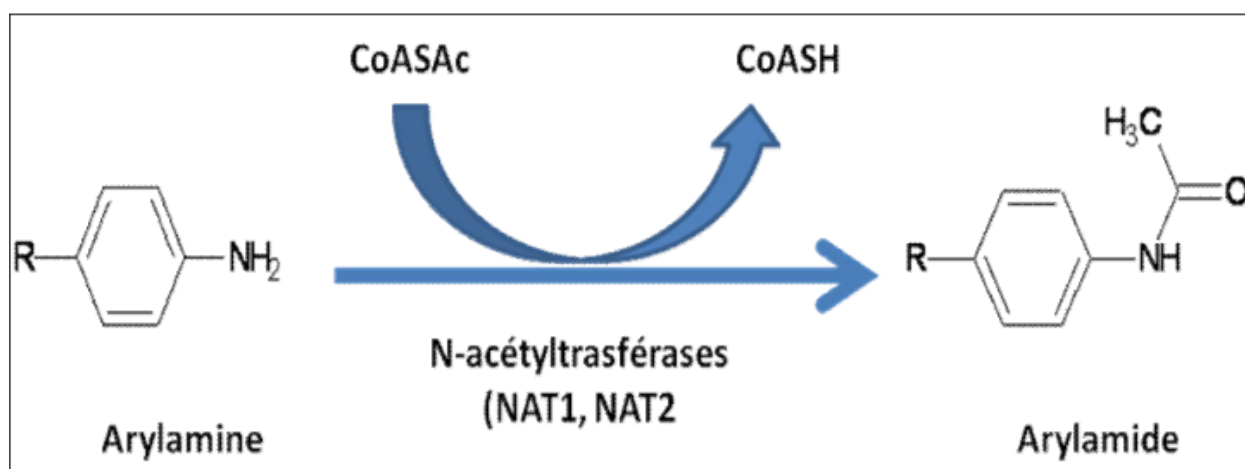 CoASAc
CoASH
H3C
O
R
NH2
R
NH
N-acétyltrasférases
(NAT1, NAT2
Arylamine
Arylamide